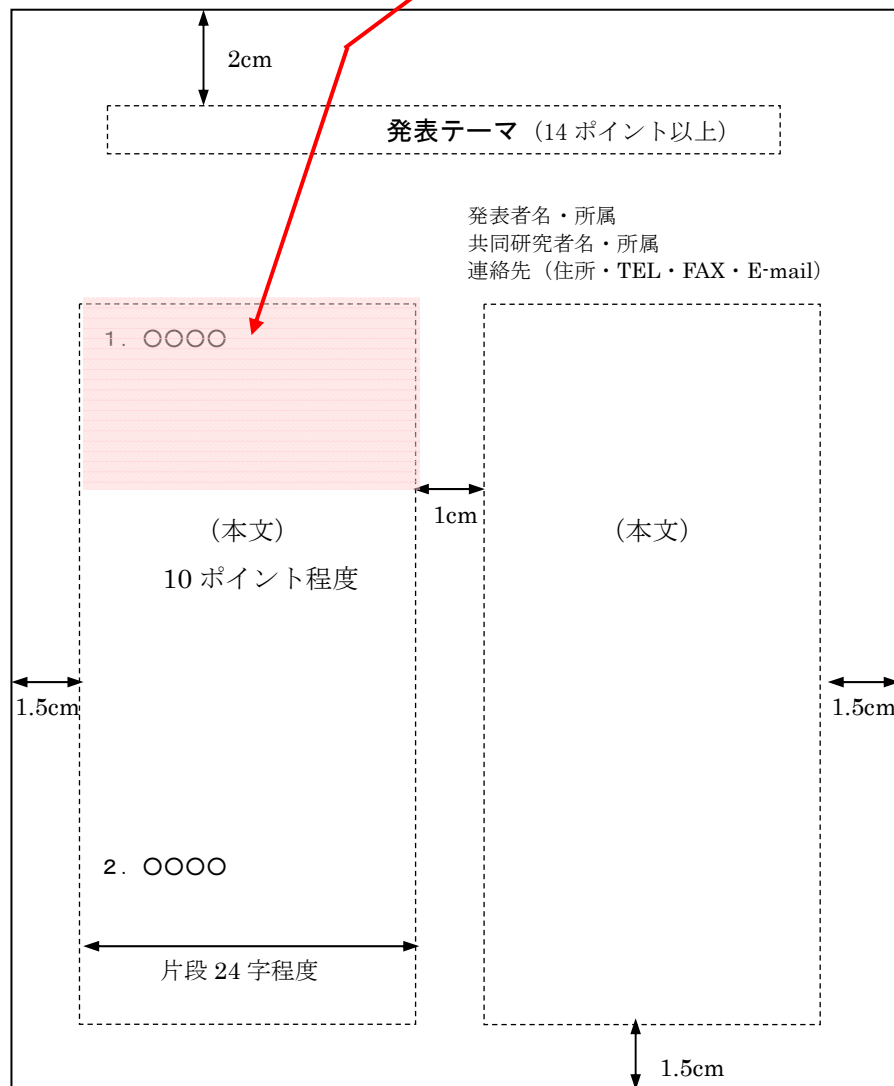 2cm
発表テーマ（14 ポイント以上）
発表者名・所属
共同研究者名・所属
連絡先（住所・TEL・FAX・E-mail）
１．○○○○
1cm
（本文）
（本文）
10 ポイント程度
1.5cm
1.5cm
２．○○○○
片段 24 字程度
1.5cm